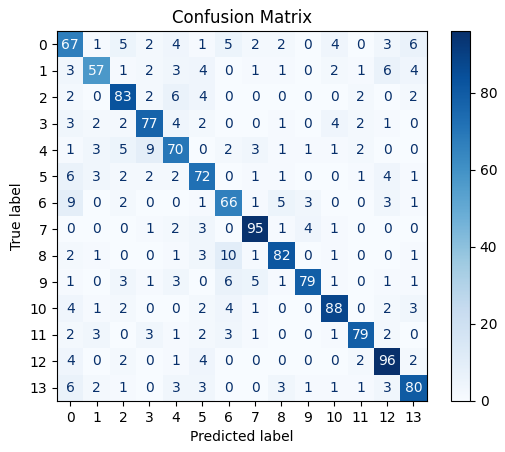 Confusion Matrix
0 67 1 5 2 4 1 5 2 2 0 4 0 3 6
1 3 57 1 2 3 4 0 1 1 0 2 1 6 4
2 2 0 83 2 6 4 0 0 0 0 0 2 0 2
3 3 2 2 77 4 2 0 0 1 0 4 2 1 0
4 1 3 5 9 70 0 2 3 1 1 1 2 0 0
5 6 3 2 2 2 72 0 1 1 0 0 1 4 1
6 9 0 2 0 0 1 66 1 5 3 0 0 3 1
7 0 0 0 1 2 3 0 95 1 4 1 0 0 0
8 2 1 0 0 1 3 10 1 82 0 1 0 0 1
9 1 0 3 1 3 0 6 5 1 79 1 0 1 1
10 4 1 2 0 0 2 4 1 0 0 88 0 2 3
11 2 3 0 3 1 2 3 1 0 0 1 79 2 0
12 4 0 2 0 1 4 0 0 0 0 0 2 96 2
13 6 2 1 0 3 3 0 0 3 1 1 1 3 80
0 1 2 3 4 5 6 7 8 9 10 11 12 13
Predicted label
True label
80
60
40
20
0